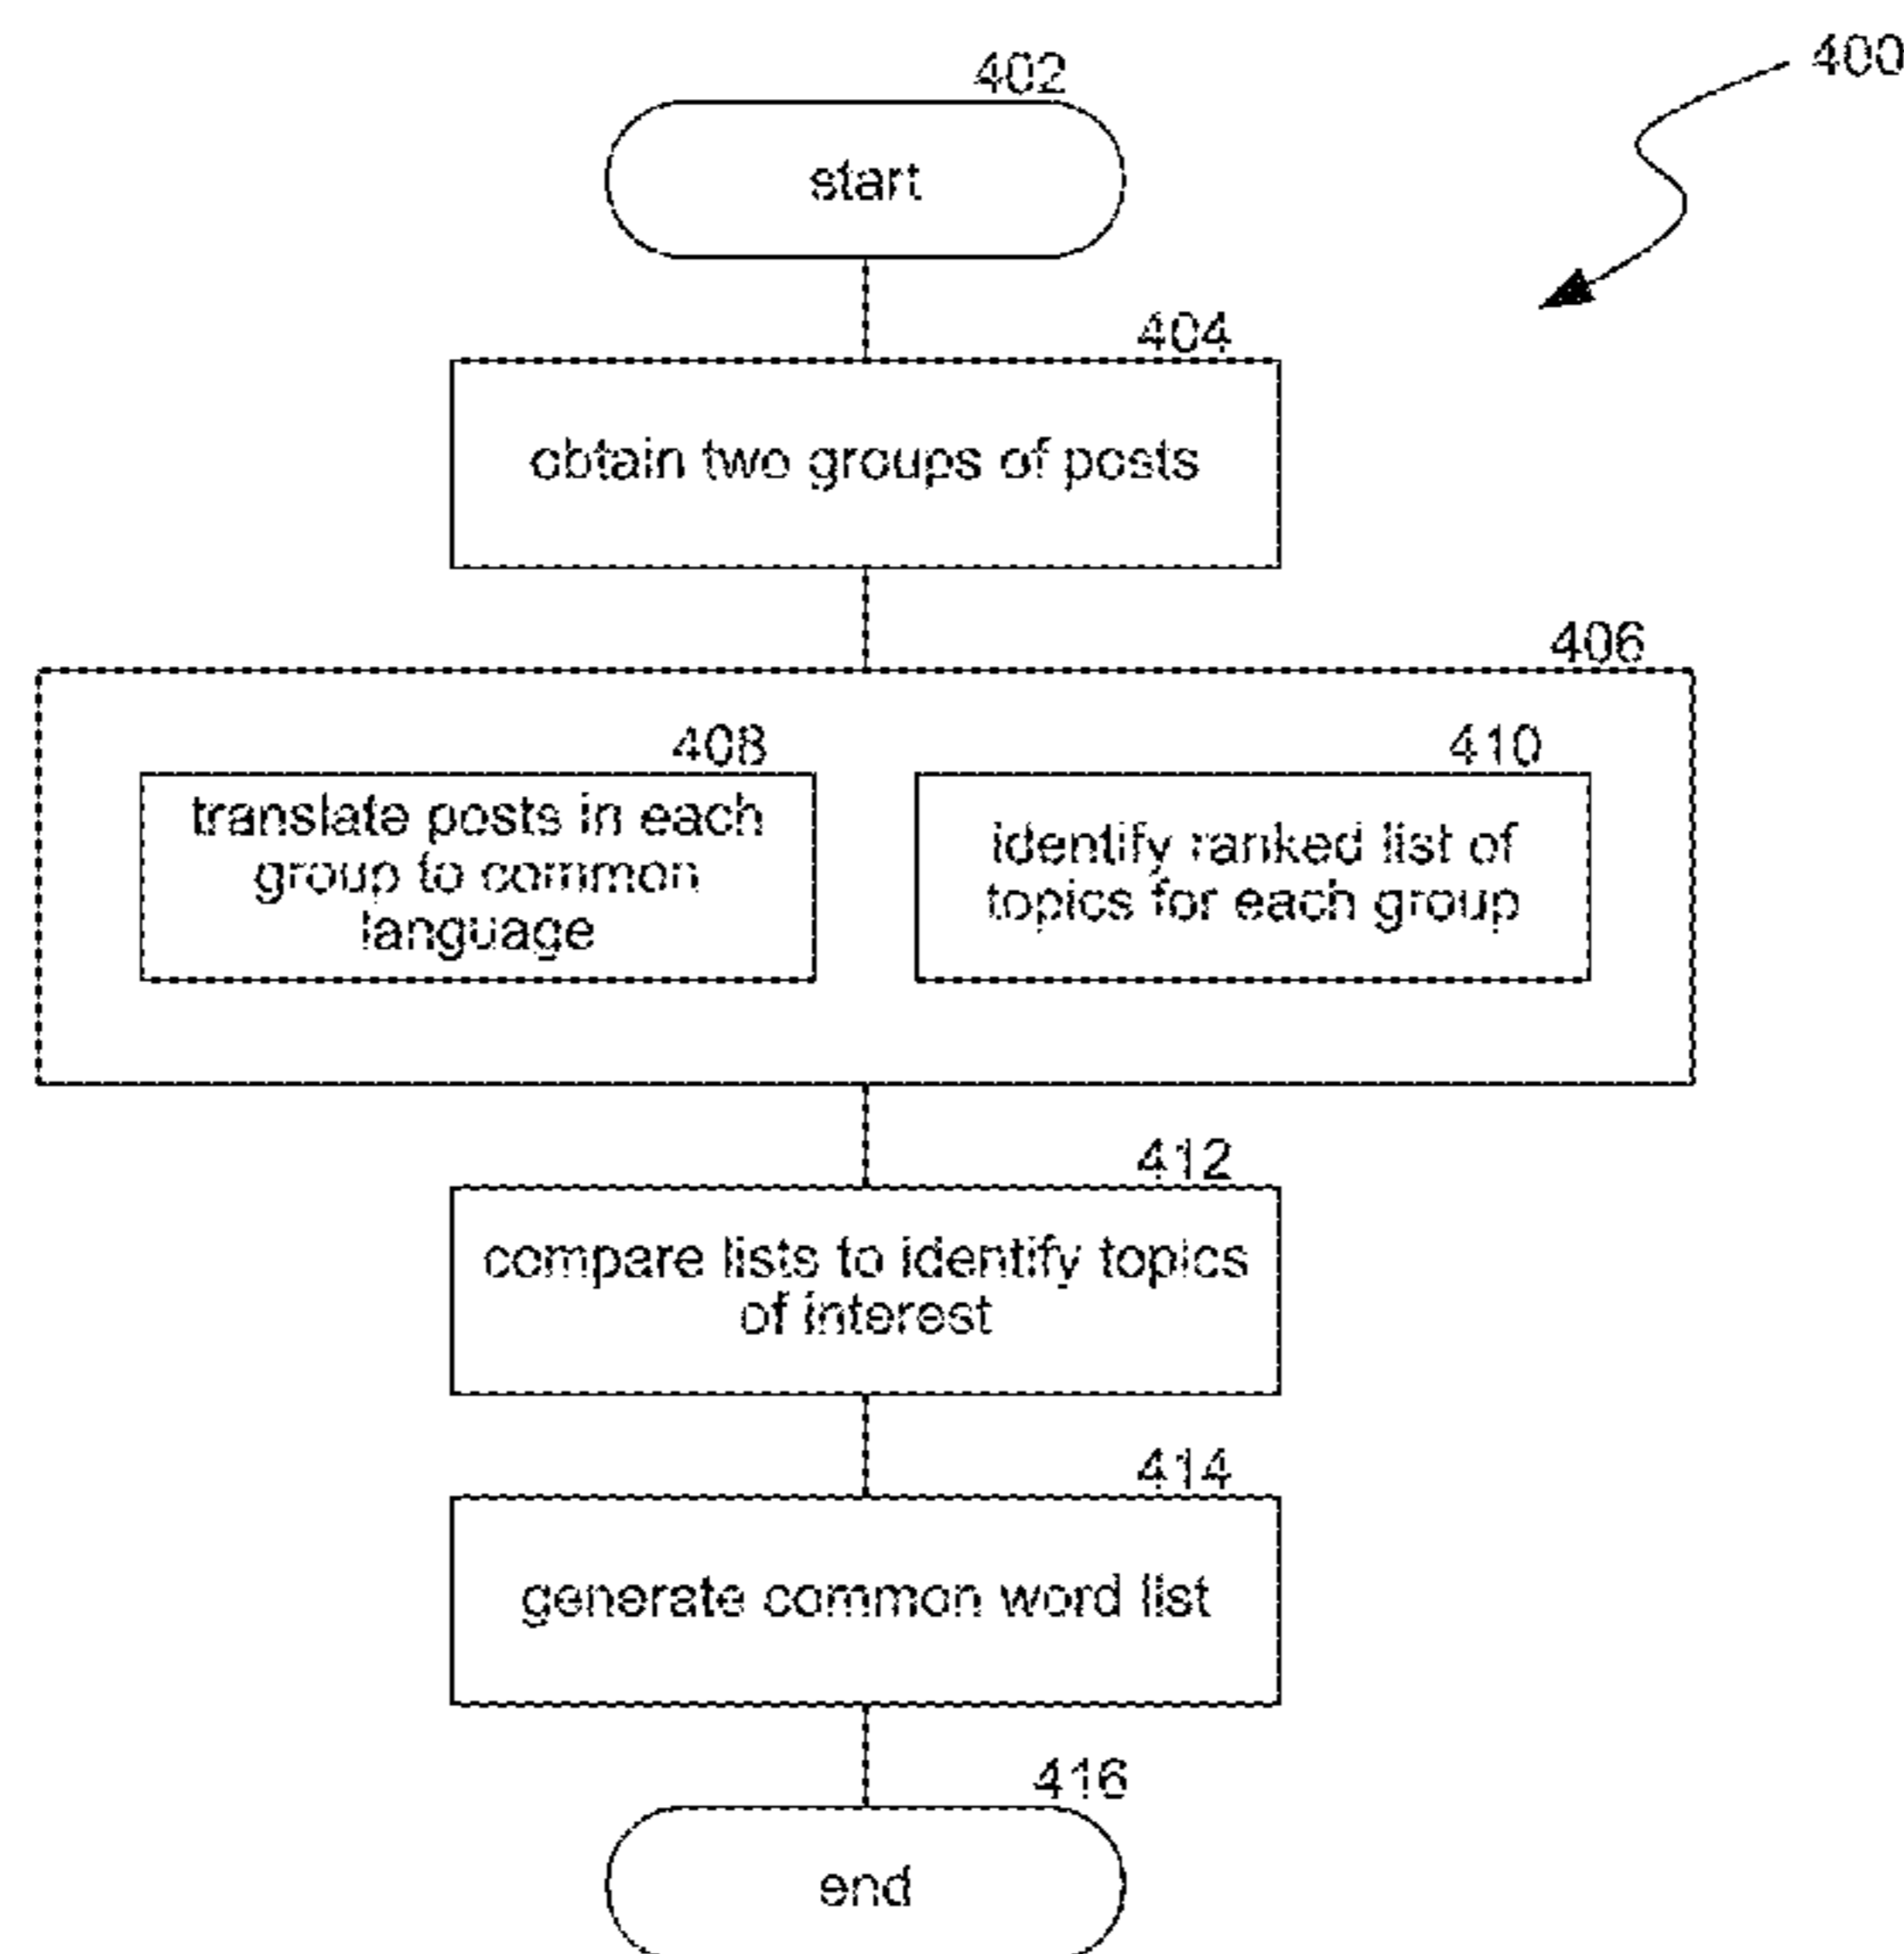 400
402
start
404
obtain two groups of posts
406
408
translate posts in each
group to common
language
410
identify ranked list of
topics for each group
412
compare lists to identify topics
of interest
414
generate common word list
416
end